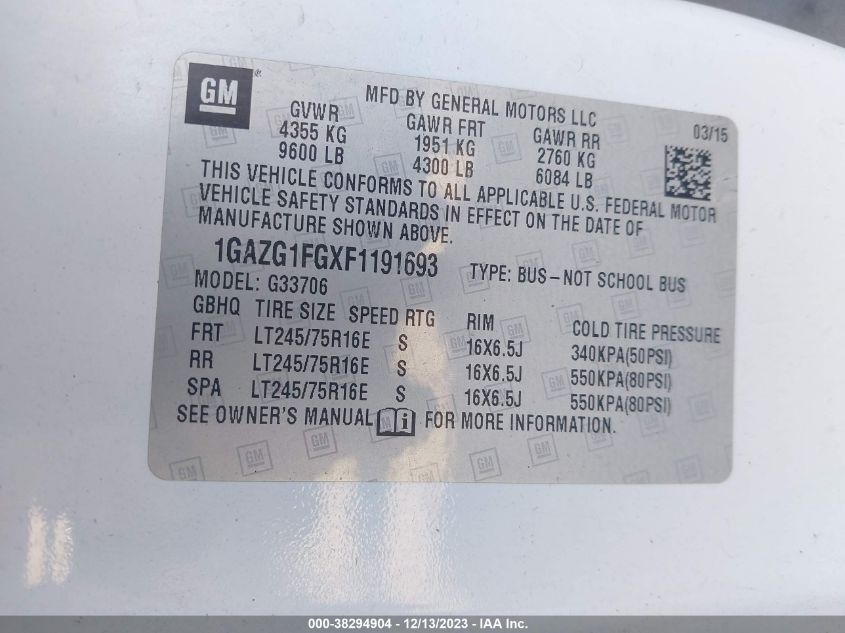 GM
MFD BY GENERAL MOTORS LLC
03/15
GVWR GAWR FRT GAWR RR
4355 KG 1951 KG 2760 KG
9600 LB 4300 LB 6084 LB
THIS VEHICLE CONFORMS TO ALL APPLICABLE U.S. FEDERAL MOTOR
VEHICLE SAFETY STANDARDS IN EFFECT ON THE DATE OF
MANUFACTURE SHOWN ABOVE.
1GAZG1FGXF1191693 TYPE: BUS–NOT SCHOOL BUS
MODEL: G33706
GBHQ TIRE SIZE SPEED RTG RIM COLD TIRE PRESSURE
FRT LT245/75R16E S 16X6.5J 340KPA(50PSI)
RR LT245/75R16E S 16X6.5J 550KPA(80PSI)
SPA LT245/75R16E S 16X6.5J 550KPA(80PSI)
SEE OWNER'S MANUAL FOR MORE INFORMATION.
000-38294904 - 12/13/2023 - IAA Inc.